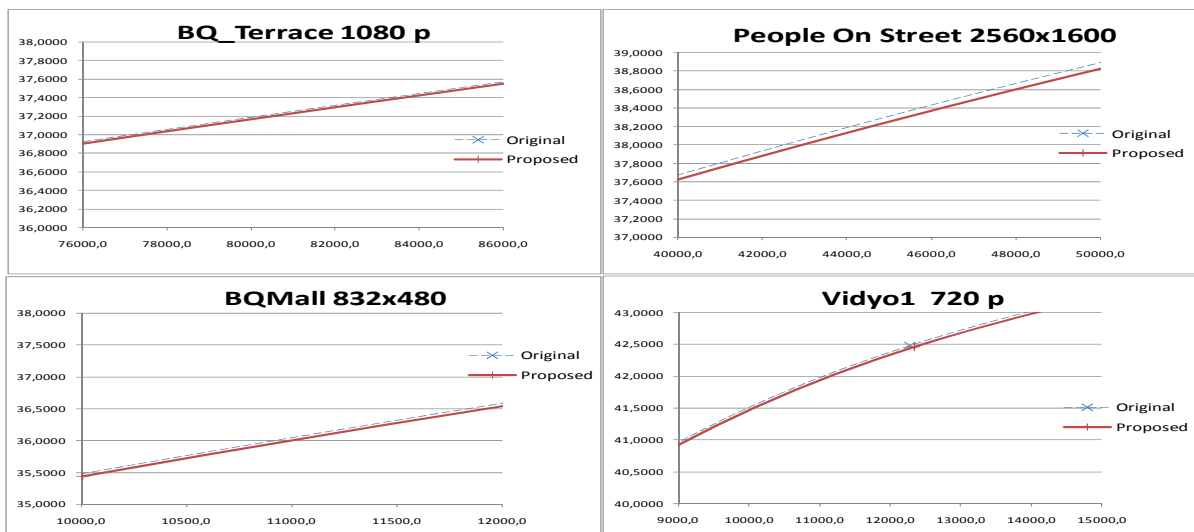 BQ_Terrace 1080 p
38,0000
37,8000
37,6000
37,4000
37,2000
37,0000
36,8000
36,6000
36,4000
36,2000
36,0000
76000,0 78000,0 80000,0 82000,0 84000,0 86000,0
Original
Proposed
People On Street 2560x1600
39,0000
38,8000
38,6000
38,4000
38,2000
38,0000
37,8000
37,6000
37,4000
37,2000
37,0000
40000,0 42000,0 44000,0 46000,0 48000,0 50000,0
Original
Proposed
BQMall 832x480
38,0000
37,5000
37,0000
36,5000
36,0000
35,5000
35,0000
10000,0 10500,0 11000,0 11500,0 12000,0
Original
Proposed
Vidyo1 720 p
43,0000
42,5000
42,0000
41,5000
41,0000
40,5000
40,0000
9000,0 10000,0 11000,0 12000,0 13000,0 14000,0 15000,0
Original
Proposed